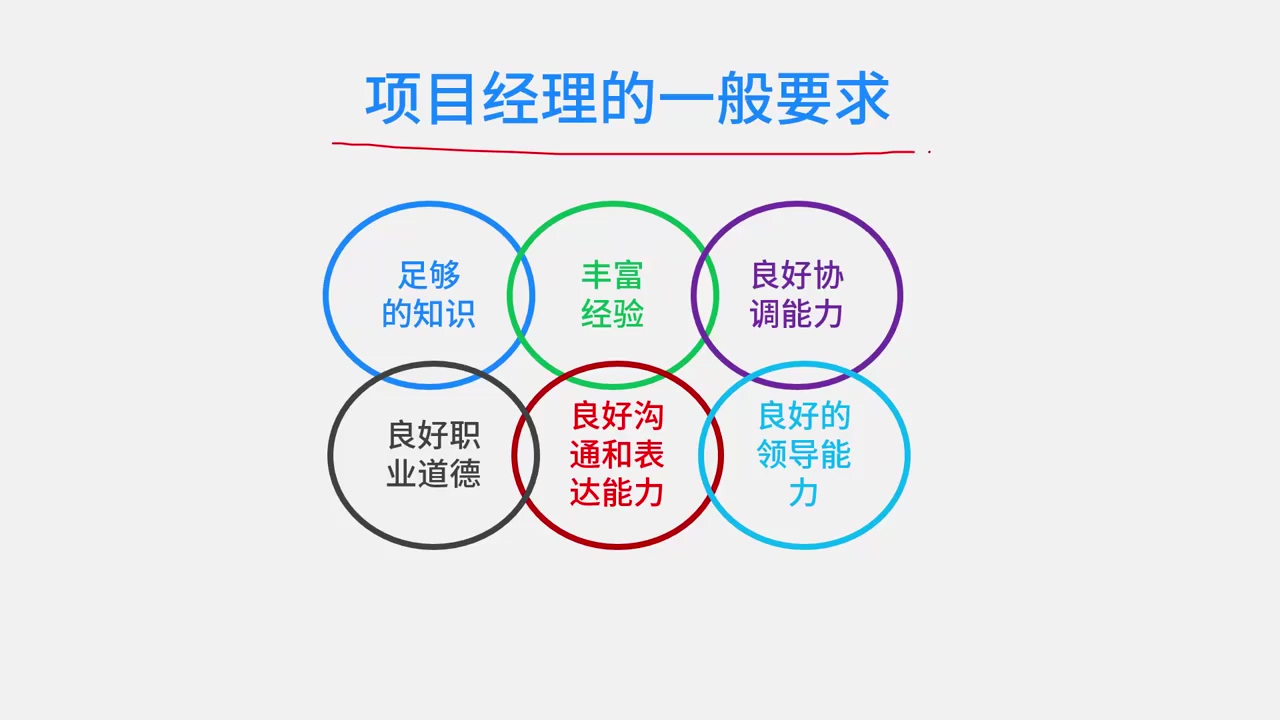 项目经理的一般要求
足够
的知识
丰富
经验
良好协
调能力
良好职
业道德
良好沟
通和表
达能力
良好的
领导能
力